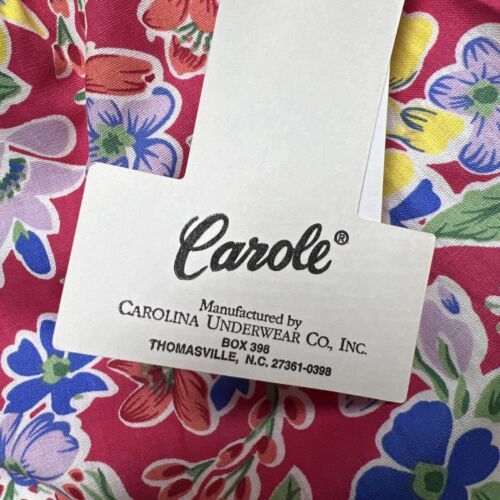 Carole®
Manufactured by
CAROLINA UNDERWEAR CO., INC.
BOX 398
THOMASVILLE, N.C. 27361-0398